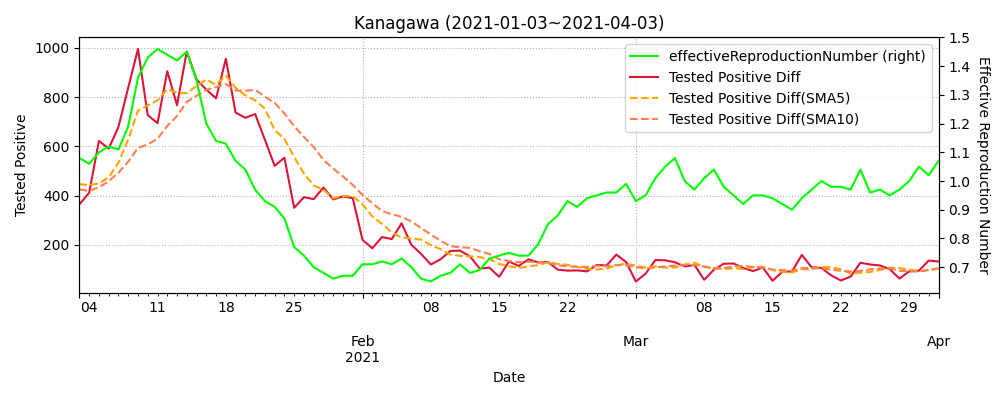 Kanagawa (2021-01-03~2021-04-03)
effectiveReproductionNumber (right)
Tested Positive Diff
Tested Positive Diff(SMA5)
Tested Positive Diff(SMA10)
Tested Positive
1000
800
600
400
200
1.5
1.4
1.3
1.2
1.1
1.0
0.9
0.8
0.7
Effective Reproduction Number
04 11 18 25 08 15 22 08 15 22 29
Feb Mar Apr
2021
Date